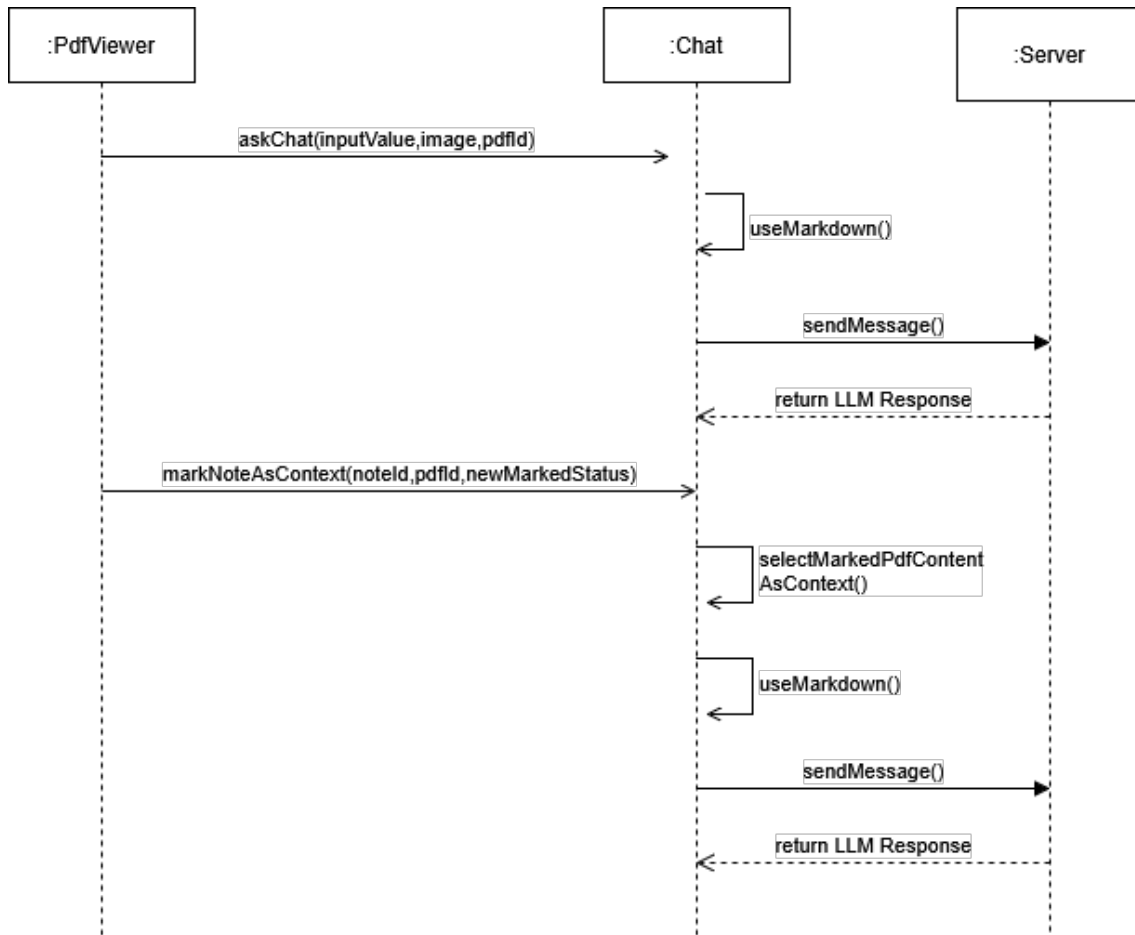 :PdfViewer
:Chat
:Server
askChat(inputValue,image,pdfId)
useMarkdown()
sendMessage()
return LLM Response
markNoteAsContext(noteId,pdfId,newMarkedStatus)
selectMarkedPdfContent
AsContext()
useMarkdown()
sendMessage()
return LLM Response